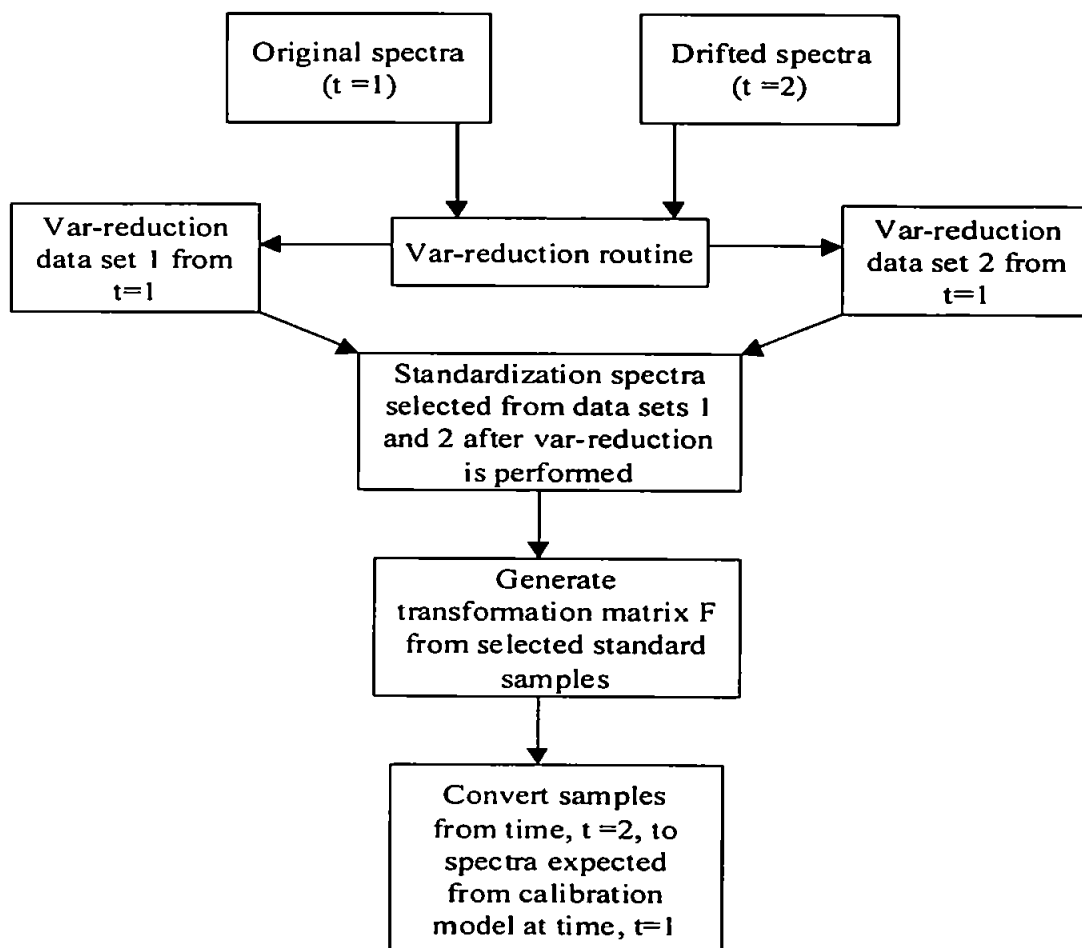 Original spectra
(t =1)
Drifted spectra
(t =2)
Var-reduction
data set 1 from
t=1
Var-reduction routine
Var-reduction
data set 2 from
t=1
Standardization spectra
selected from data sets 1
and 2 after var-reduction
is performed
Generate
transformation matrix F
from selected standard
samples
Convert samples
from time, t =2, to
spectra expected
from calibration
model at time, t=1